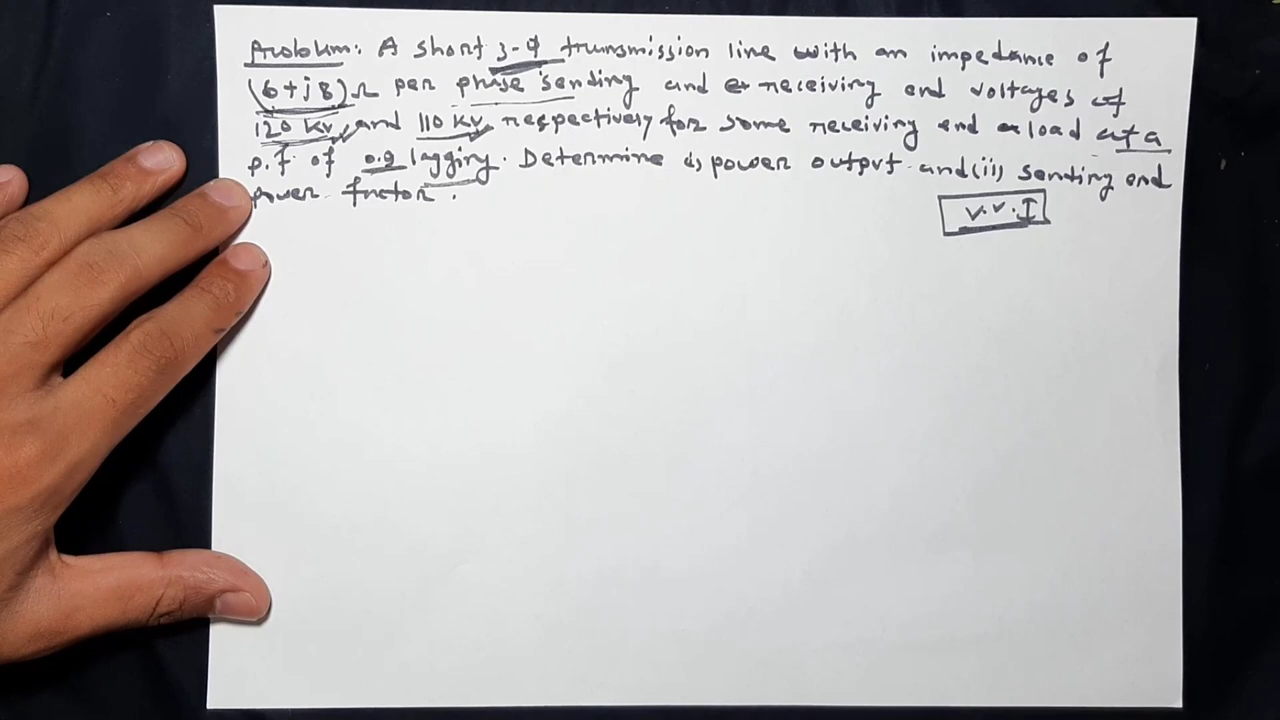 Problem: A short 3-φ transmission line with an impedance of
(6+j8)Ω per phase sending and receiving end voltages of
120 kv and 110 kv respectively for some receiving end load at a
p.f of 0.9 lagging. Determine i, power output and (ii) sending end
power factor.
V.V.I